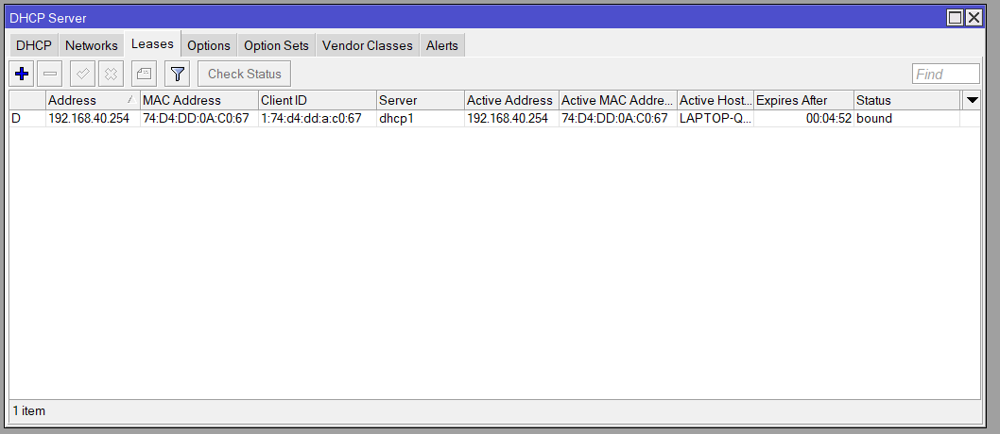 DHCP Server
DHCP Networks Leases Options Option Sets Vendor Classes Alerts
Check Status Find
Address MAC Address Client ID Server Active Address Active MAC Addre... Active Host... Expires After Status
D 192.168.40.254 74:D4:DD:0A:C0:67 1:74:d4:dd:a:c0:67 dhcp1 192.168.40.254 74:D4:DD:0A:C0:67 LAPTOP-Q... 00:04:52 bound
1 item